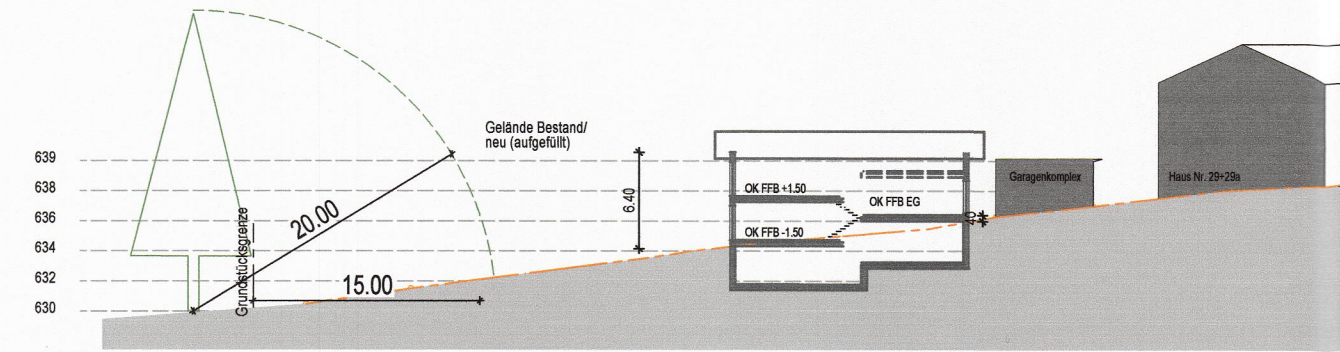 639
638
636
634
632
630
Grundstücksgrenze
20.00
15.00
Gelände Bestand/
neu (aufgefüllt)
6.40
OK FFB +1.50
OK FFB EG
OK FFB -1.50
40
Garagenkomplex
Haus Nr. 29+29a